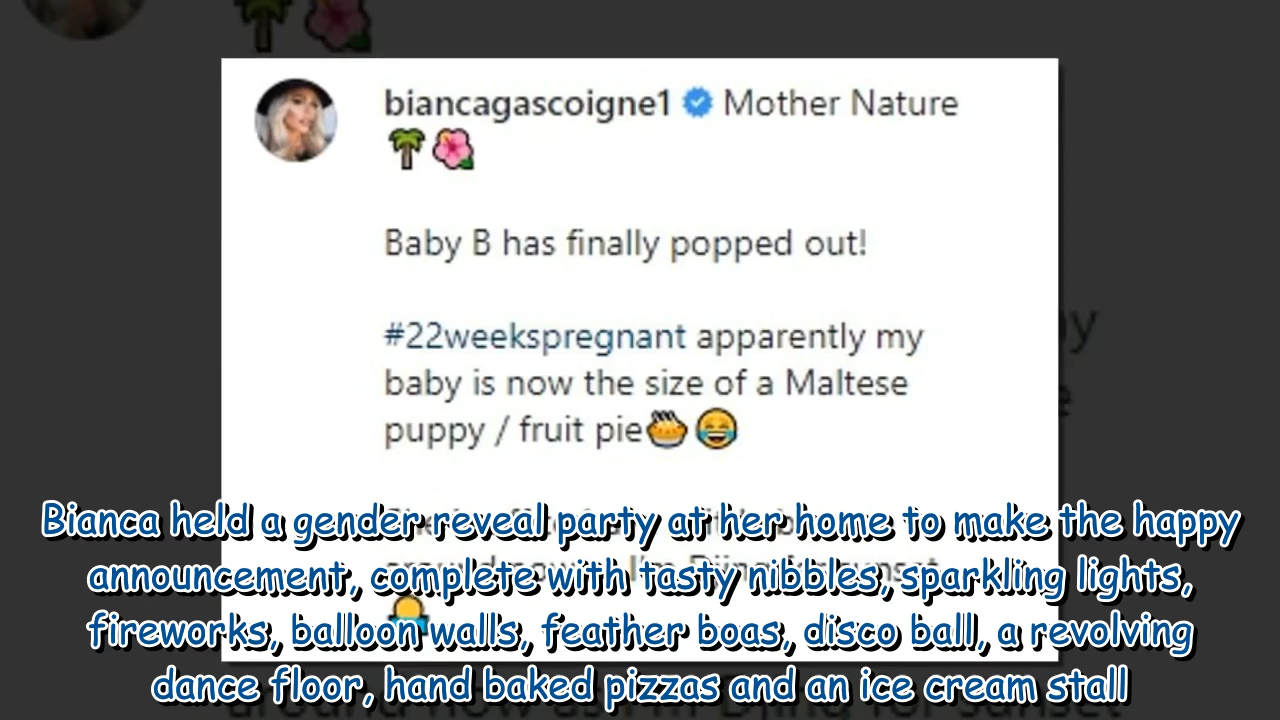 biancagascoigne1 Mother Nature
🌴🌺
Baby B has finally popped out!
#22weekspregnant apparently my
baby is now the size of a Maltese
puppy / fruit pie🥧😂
Bianca held a gender reveal party at her home to make the happy
announcement, complete with tasty nibbles, sparkling lights,
fireworks, balloon walls, feather boas, disco ball, a revolving
dance floor, hand baked pizzas and an ice cream stall